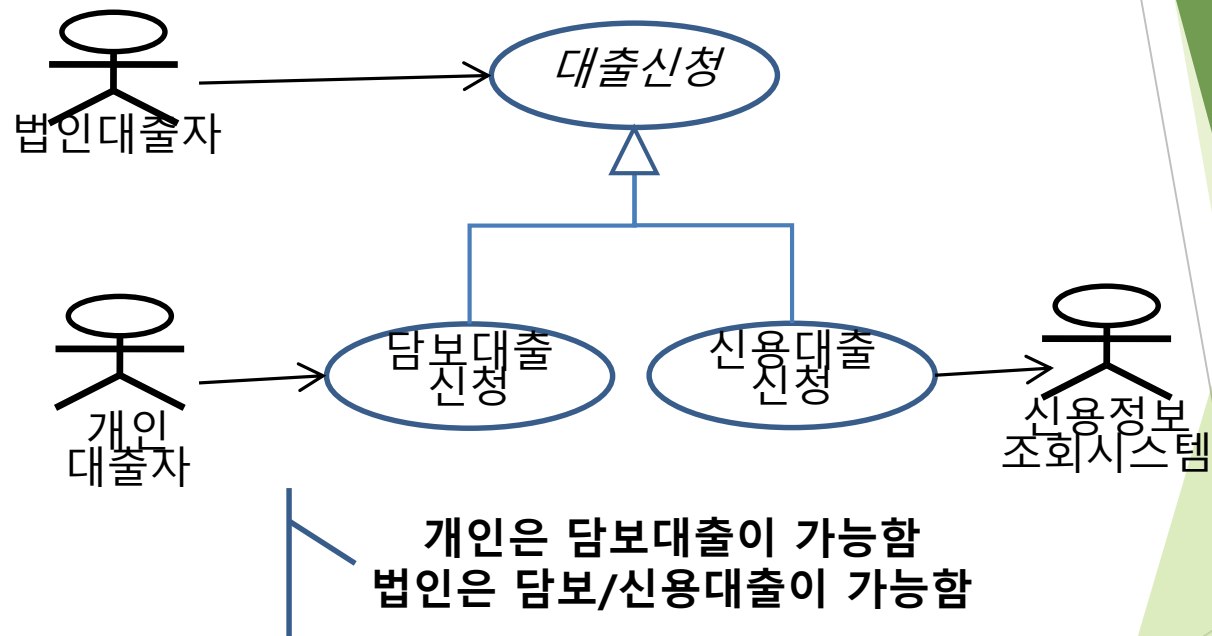 대출신청
법인대출자
담보대출
신청
신용대출
신청
개인
대출자
신용정보
조회시스템
개인은 담보대출이 가능함
법인은 담보/신용대출이 가능함